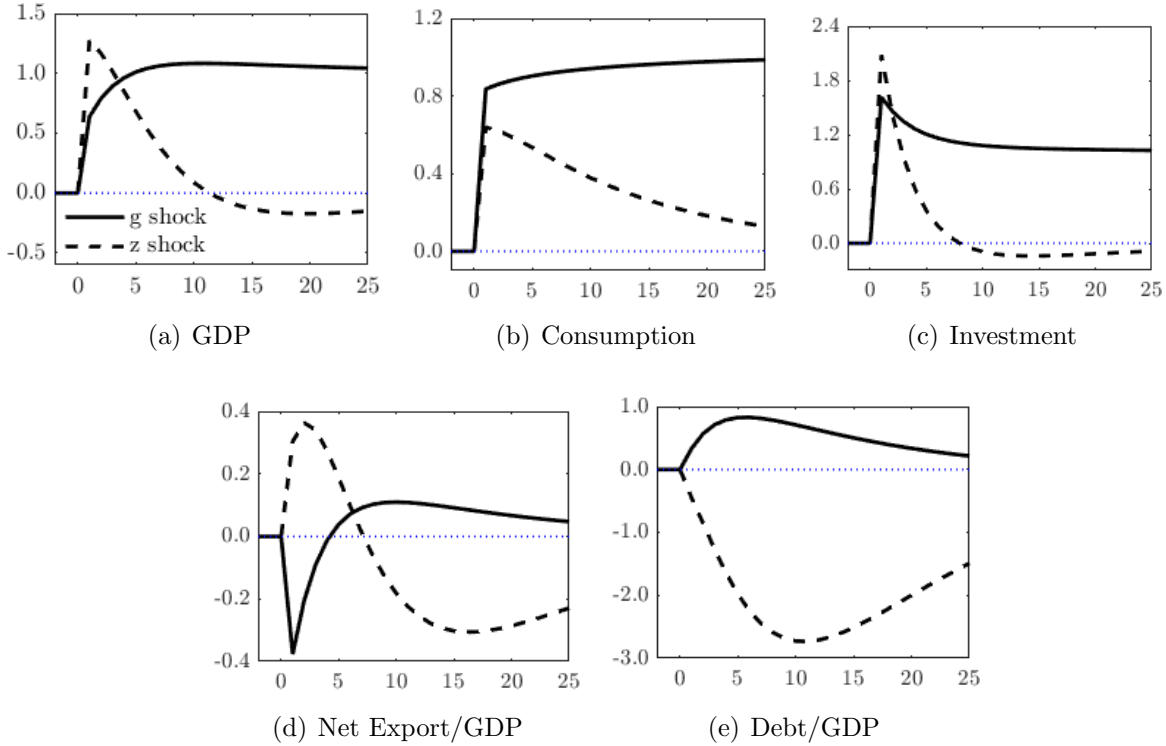 1.5
1.0
0.5
0.0
-0.5
g shock
z shock
0 5 10 15 20 25
(a) GDP
1.2
0.8
0.4
0.0
0 5 10 15 20 25
(b) Consumption
2.4
1.8
1.2
0.6
0.0
0 5 10 15 20 25
(c) Investment
0.4
0.2
0.0
-0.2
-0.4
0 5 10 15 20 25
(d) Net Export/GDP
1.0
0.0
-1.0
-2.0
-3.0
0 5 10 15 20 25
(e) Debt/GDP